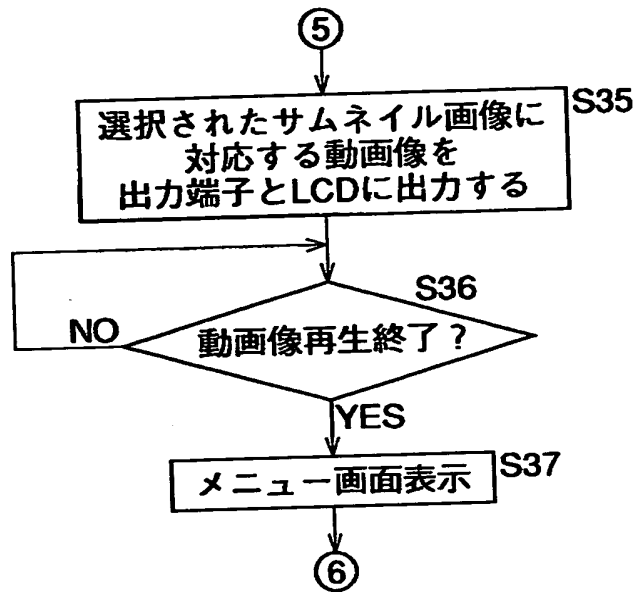 ⑤
S35
選択されたサムネイル画像に
対応する動画像を
出力端子とLCDに出力する
S36
NO
動画像再生終了？
YES
S37
メニュー画面表示
⑥